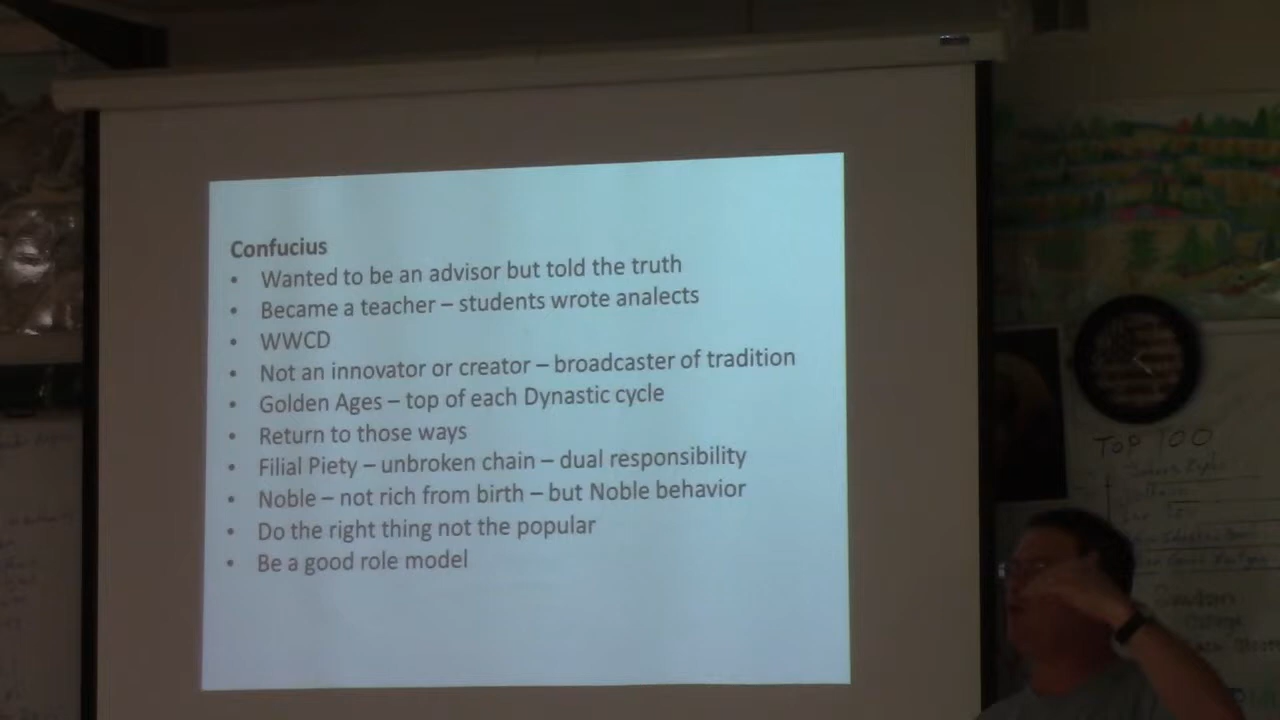 Confucius
• Wanted to be an advisor but told the truth
• Became a teacher – students wrote analects
• WWCD
• Not an innovator or creator – broadcaster of tradition
• Golden Ages – top of each Dynastic cycle
• Return to those ways
• Filial Piety – unbroken chain – dual responsibility
• Noble – not rich from birth – but Noble behavior
• Do the right thing not the popular
• Be a good role model
TOP 100